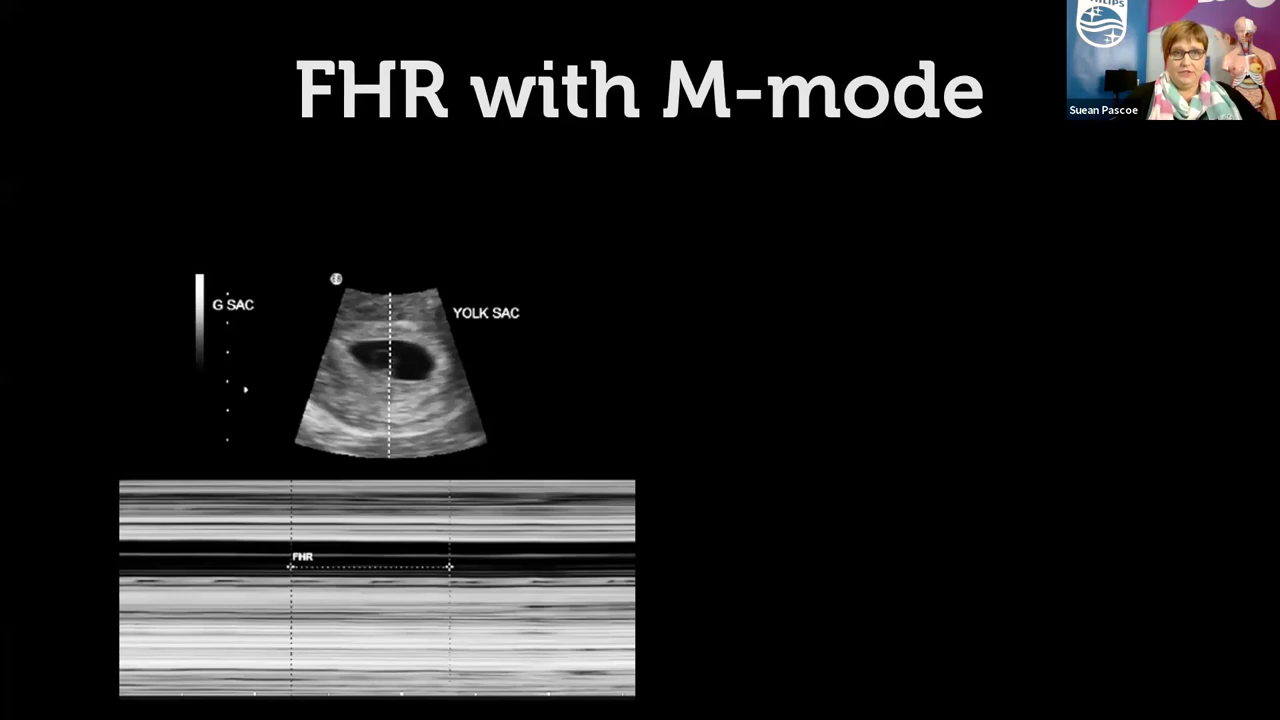 FHR with M-mode
PHILIPS
Suean Pascoe
G SAC
YOLK SAC
FHR